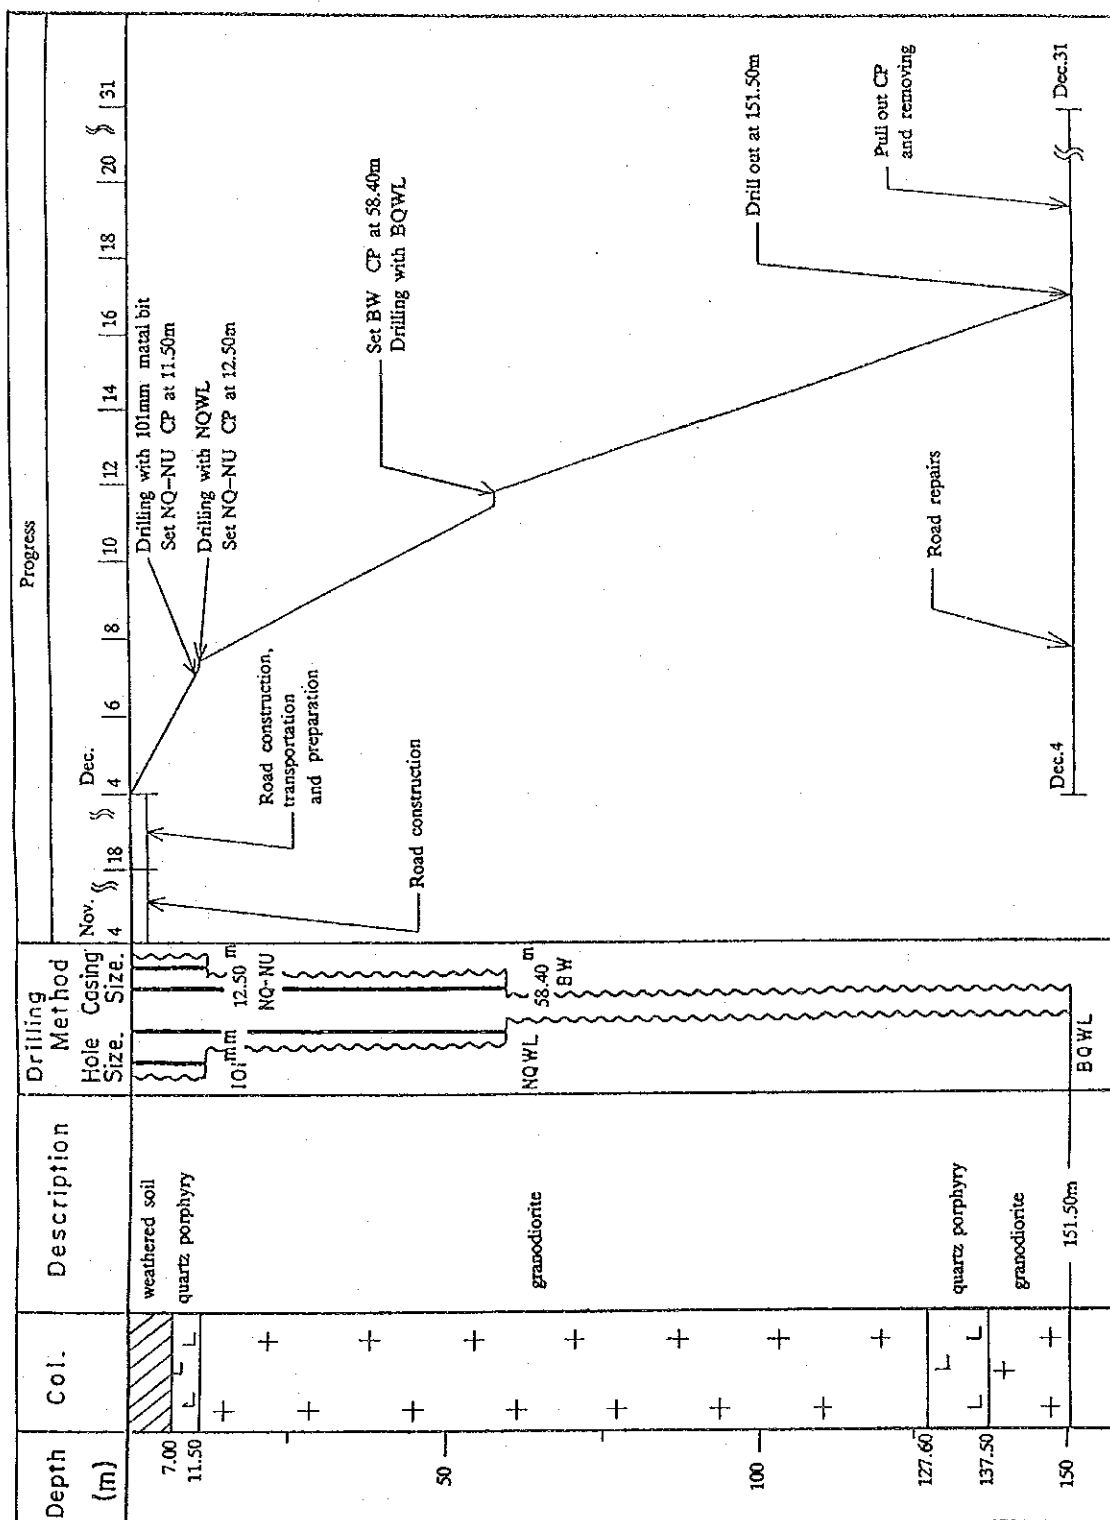 Depth
(m)
Col.
Description
Drilling
Method
Hole Casing
Size. Size.
Progress
Nov. Dec.
4 18 4 6 8 10 12 14 16 18 20 31
7.00
11.50
50
100
127.60
137.50
150
weathered soil
quartz porphyry
granodiorite
quartz porphyry
granodiorite
151.50m
101mm
12.50m
NQ-NU
NQWL
58.40m
BW
BQWL
Drilling with 101mm matal bit
Set NQ-NU CP at 11.50m
Drilling with NQWL
Set NQ-NU CP at 12.50m
Road construction,
transportation
and preparation
Road construction
Set BW CP at 58.40m
Drilling with BQWL
Drill out at 151.50m
Road repairs
Pull out CP
and removing
Dec.4
Dec.31